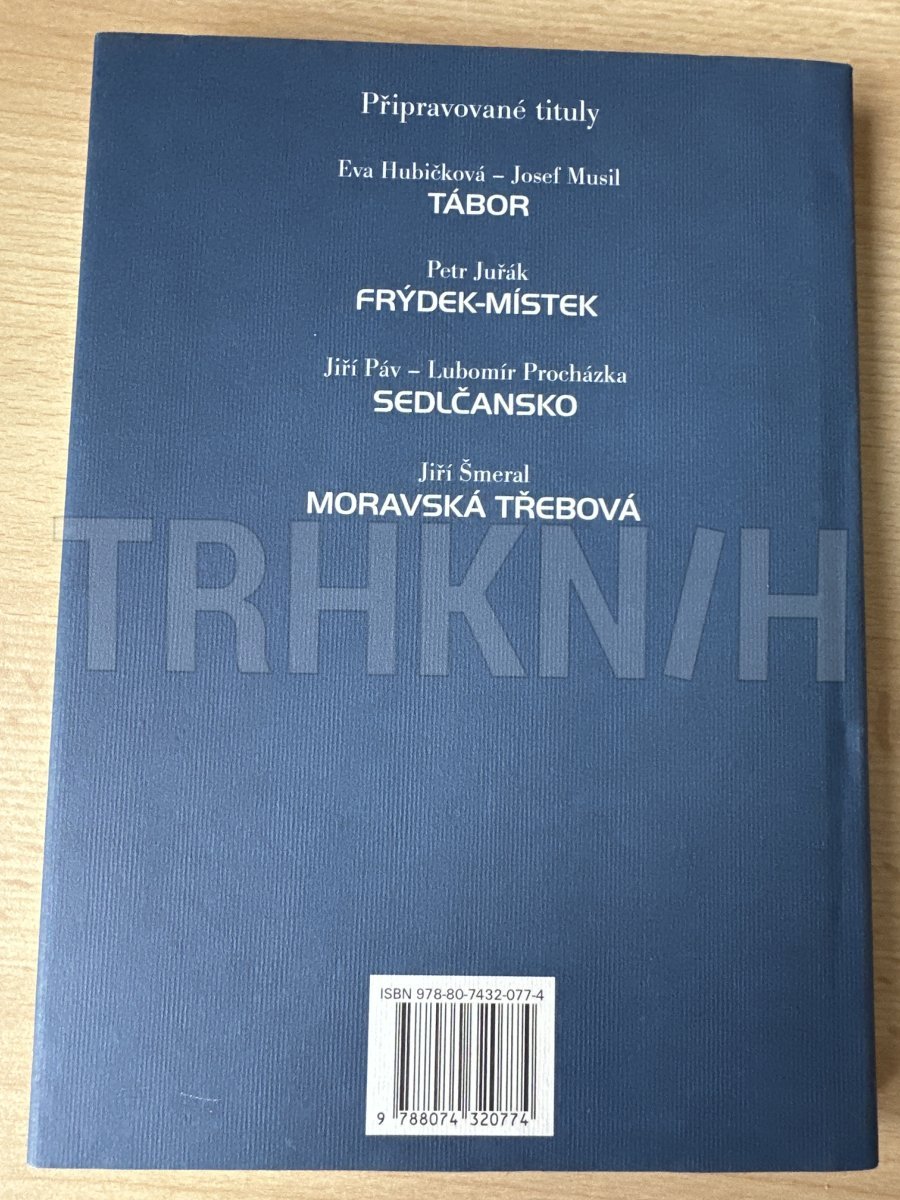 Připravované tituly
Eva Hubičková – Josef Musil
TÁBOR
Petr Juřák
FRÝDEK-MÍSTEK
Jiří Páv – Lubomír Procházka
SEDLČANSKO
Jiří Šmeral
MORAVSKÁ TŘEBOVÁ
TRHKN/H
ISBN 978-80-7432-077-4
9 788074 320774